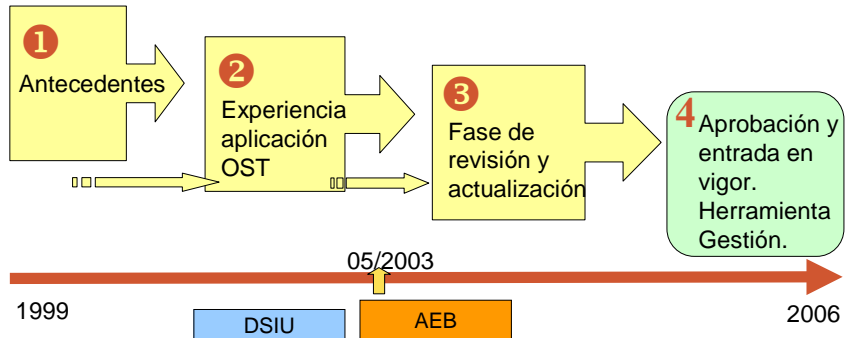 1
Antecedentes
2
Experiencia
aplicación
OST
3
Fase de
revisión y
actualización
4 Aprobación y
entrada en
vigor.
Herramienta
Gestión.
05/2003
1999
2006
DSIU
AEB